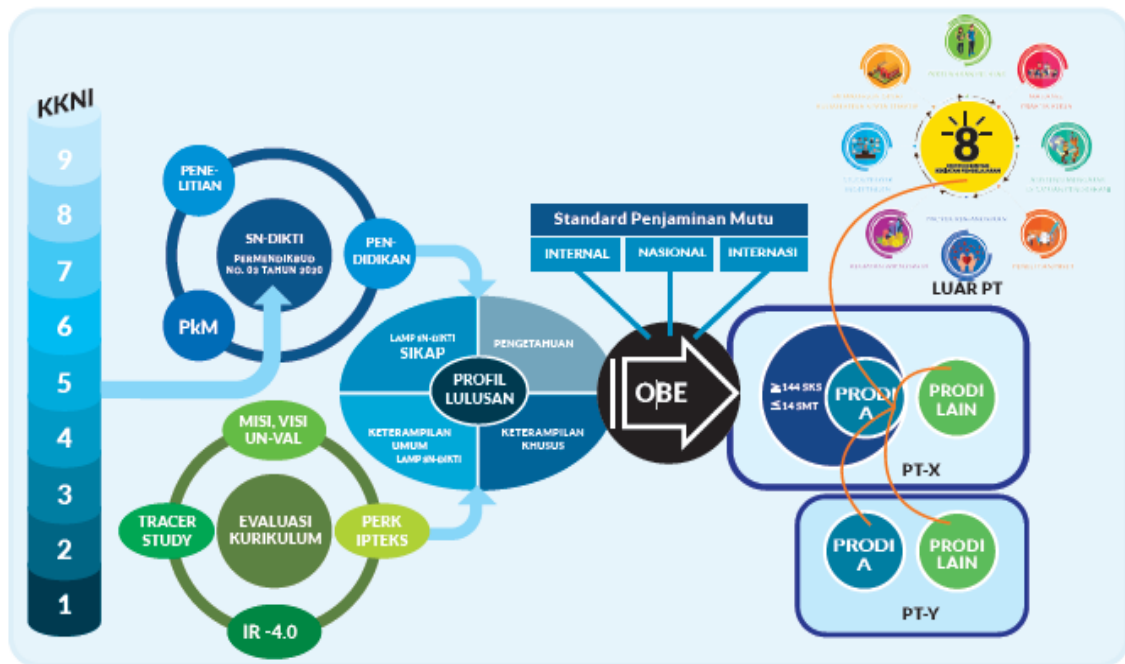 KKNI
9
8
7
6
5
4
3
2
1
PENE-
LITIAN
SN-DIKTI
PERMENDIKBUD
NO. 03 TAHUN 2020
PEN-
DIDIKAN
PkM
MISI, VISI
UN-VAL
TRACER
STUDY
EVALUASI
KURIKULUM
PERK
IPTEKS
IR -4.0
LAMP SN-DIKTI
SIKAP
PENGETAHUAN
PROFIL
LULUSAN
KETERAMPILAN
UMUM
LAMP SN-DIKTI
KETERAMPILAN
KHUSUS
Standard Penjaminan Mutu
INTERNAL
NASIONAL
INTERNASI
OBE
8
LUAR PT
≥144 SKS
≤14 SMT
PRODI
A
PRODI
LAIN
PT-X
PRODI
A
PRODI
LAIN
PT-Y